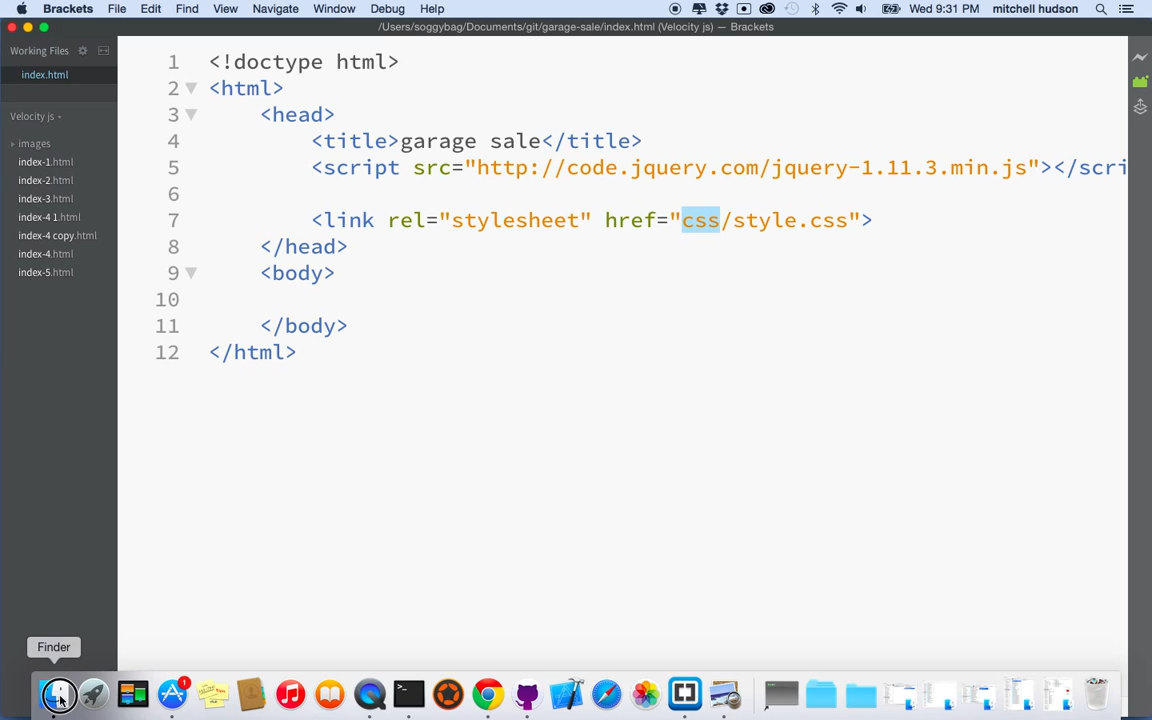 Brackets File Edit Find View Navigate Debug Window Help Wed 9:31 PM mitchell hudson
/Users/soggybag/Documents/git/garage-sale/index.html (Velocity js) — Brackets
Working Files
index.html
Velocity js
images
index-1.html
index-2.html
index-3.html
index-4 1.html
index-4 copy.html
index-4.html
index-5.html
1 <!doctype html>
2 <html>
3 <head>
4 <title>garage sale</title>
5 <script src="http://code.jquery.com/jquery-1.11.3.min.js"></scri
6
7 <link rel="stylesheet" href="css/style.css">
8 </head>
9 <body>
10
11 </body>
12 </html>
Finder
1